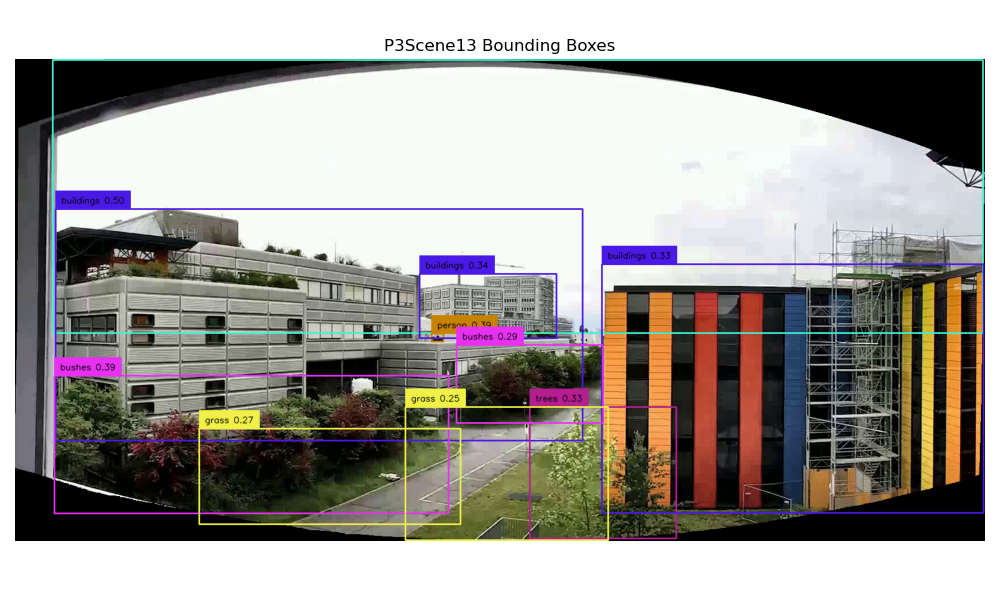 P3Scene13 Bounding Boxes
buildings 0.50
buildings 0.34
buildings 0.33
person 0.39
bushes 0.29
bushes 0.39
grass 0.25
trees 0.33
grass 0.27